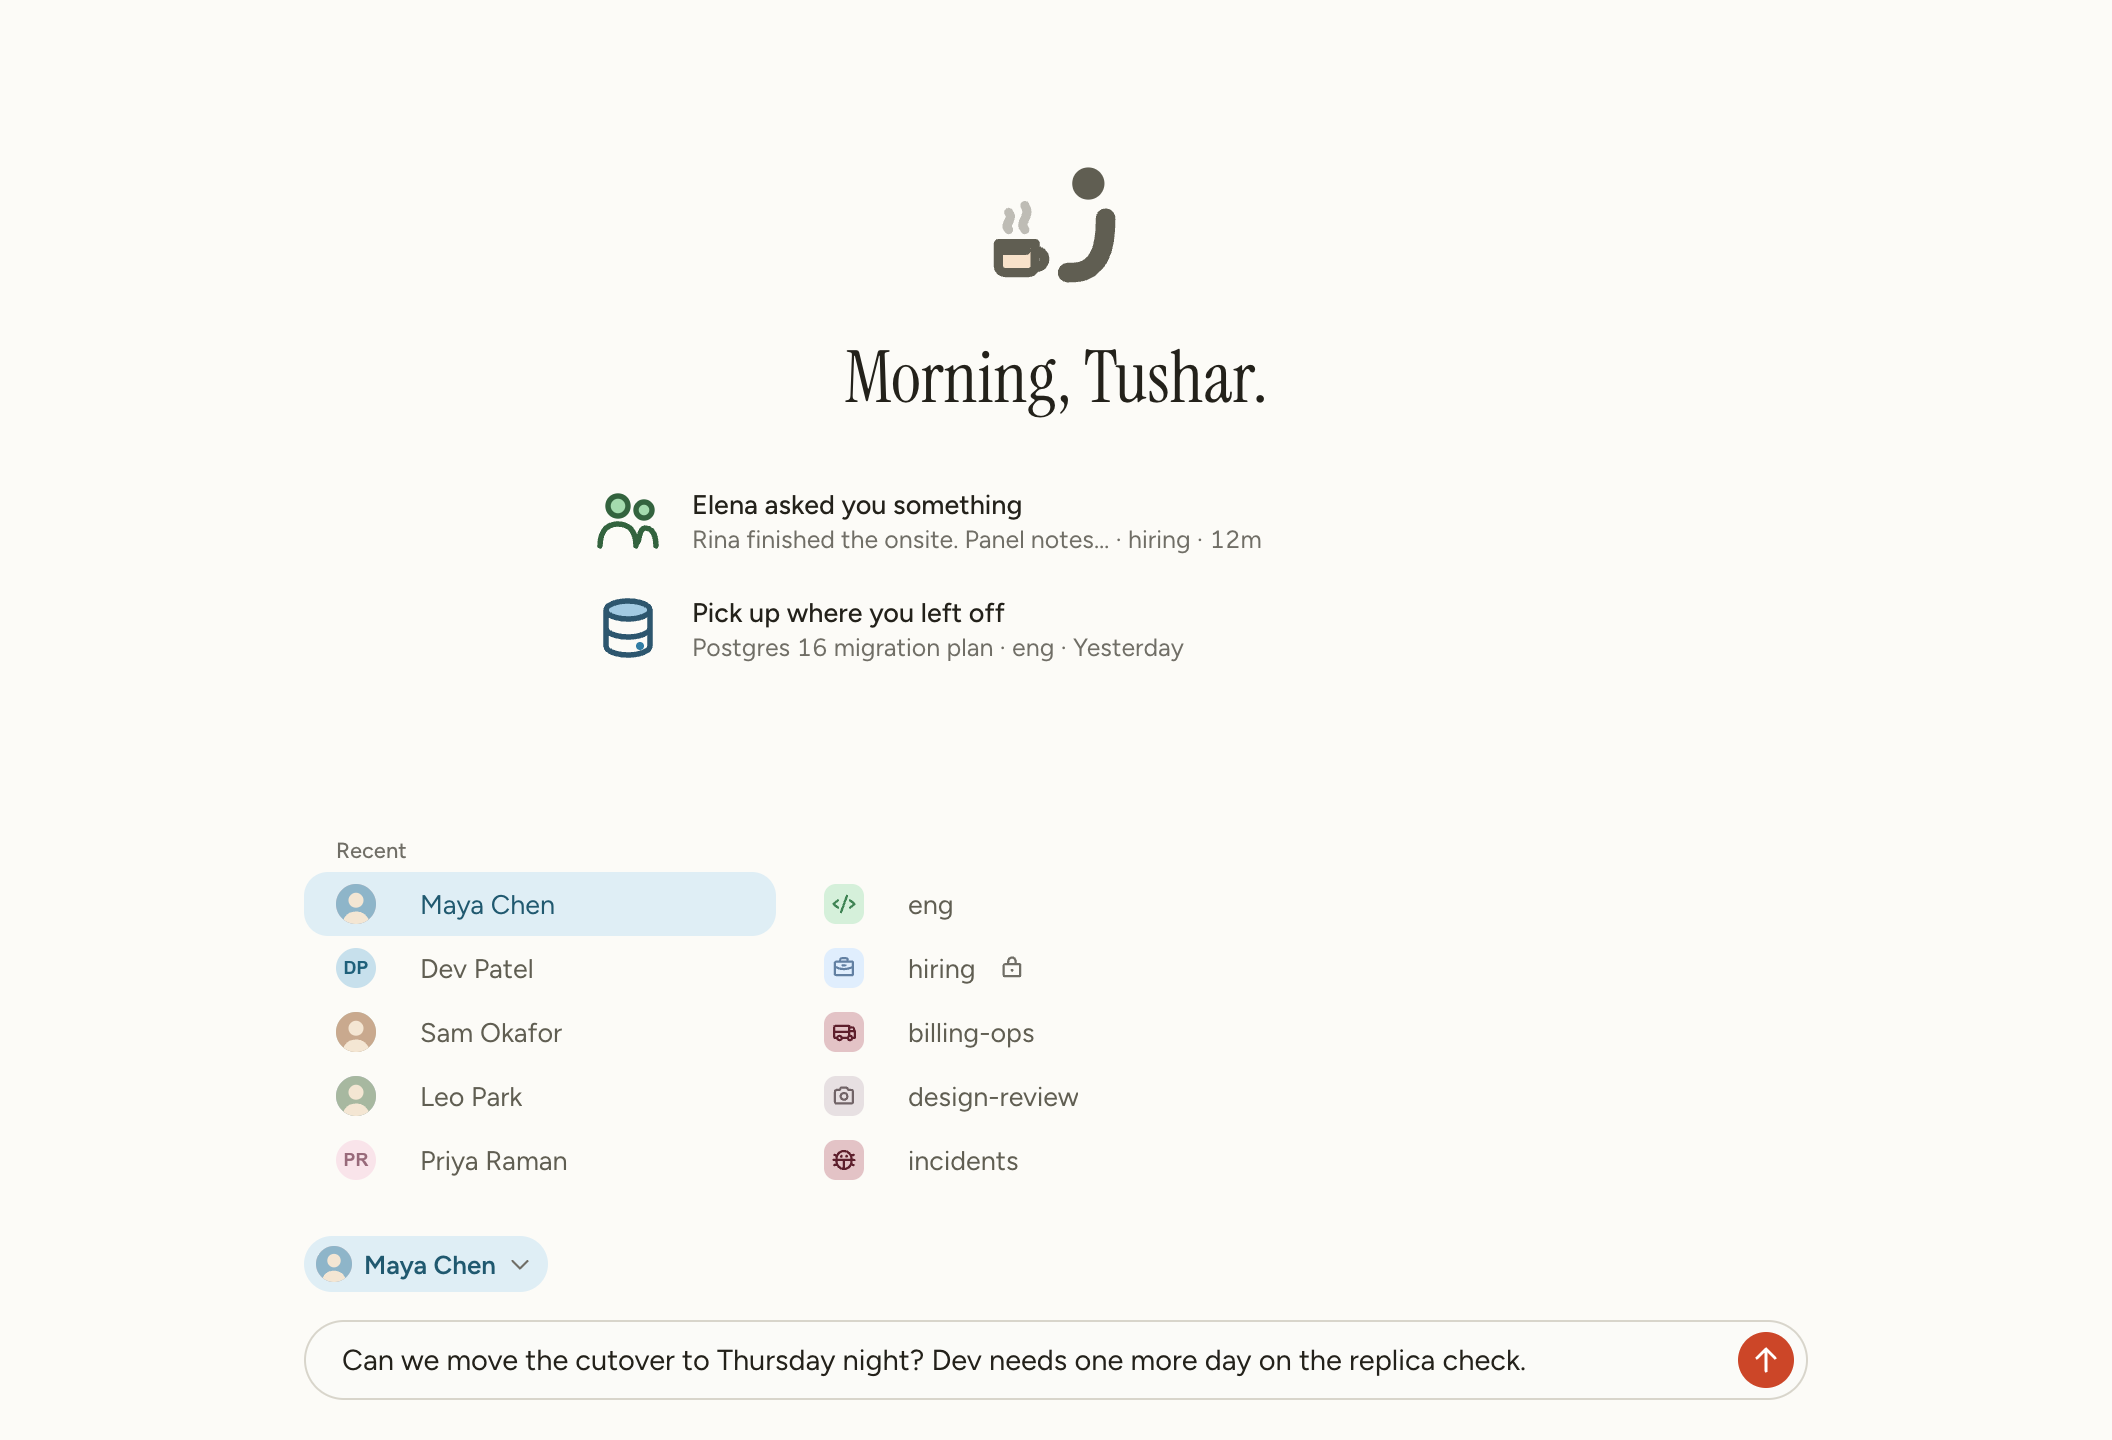 Morning, Tushar.
Elena asked you something
Rina finished the onsite. Panel notes... · hiring · 12m
Pick up where you left off
Postgres 16 migration plan · eng · Yesterday
Recent
Maya Chen
DP Dev Patel
Sam Okafor
Leo Park
PR Priya Raman
eng
hiring
billing-ops
design-review
incidents
Maya Chen
Can we move the cutover to Thursday night? Dev needs one more day on the replica check.